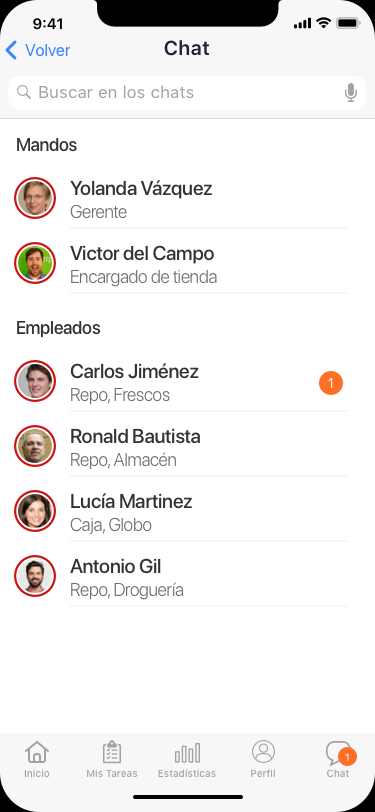 9:41
Volver
Chat
Buscar en los chats
Mandos
Yolanda Vázquez
Gerente
Victor del Campo
Encargado de tienda
Empleados
Carlos Jiménez
1
Repo, Frescos
Ronald Bautista
Repo, Almacén
Lucía Martinez
Caja, Globo
Antonio Gil
Repo, Droguería
1
Inicio
Mis Tareas
Estadísticas
Perfil
Chat